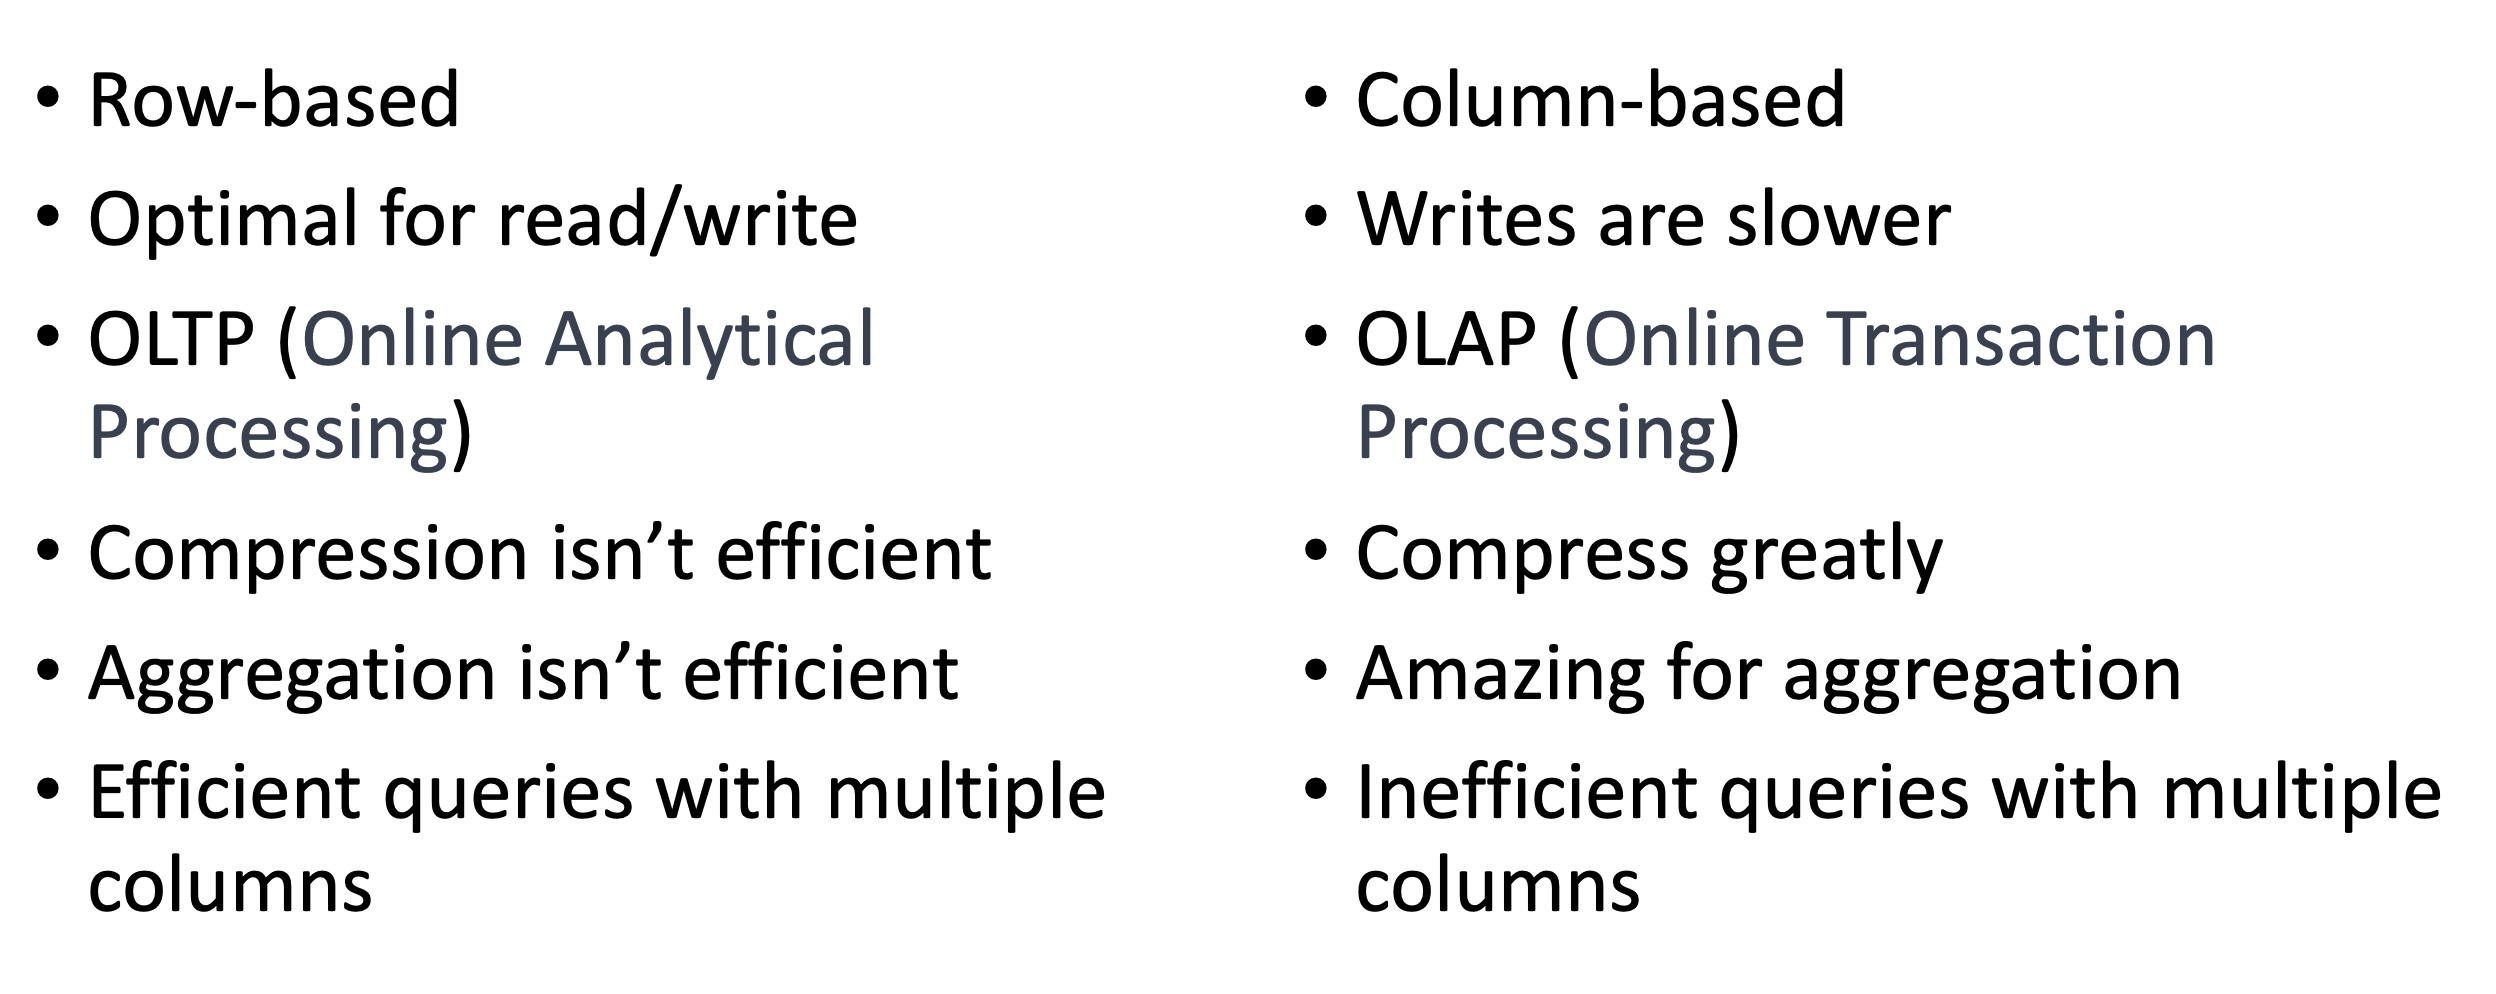 • Row-based
• Optimal for read/write
• OLTP (Online Analytical
Processing)
• Compression isn’t efficient
• Aggregation isn’t efficient
• Efficient queries with multiple
columns
• Column-based
• Writes are slower
• OLAP (Online Transaction
Processing)
• Compress greatly
• Amazing for aggregation
• Inefficient queries with multiple
columns